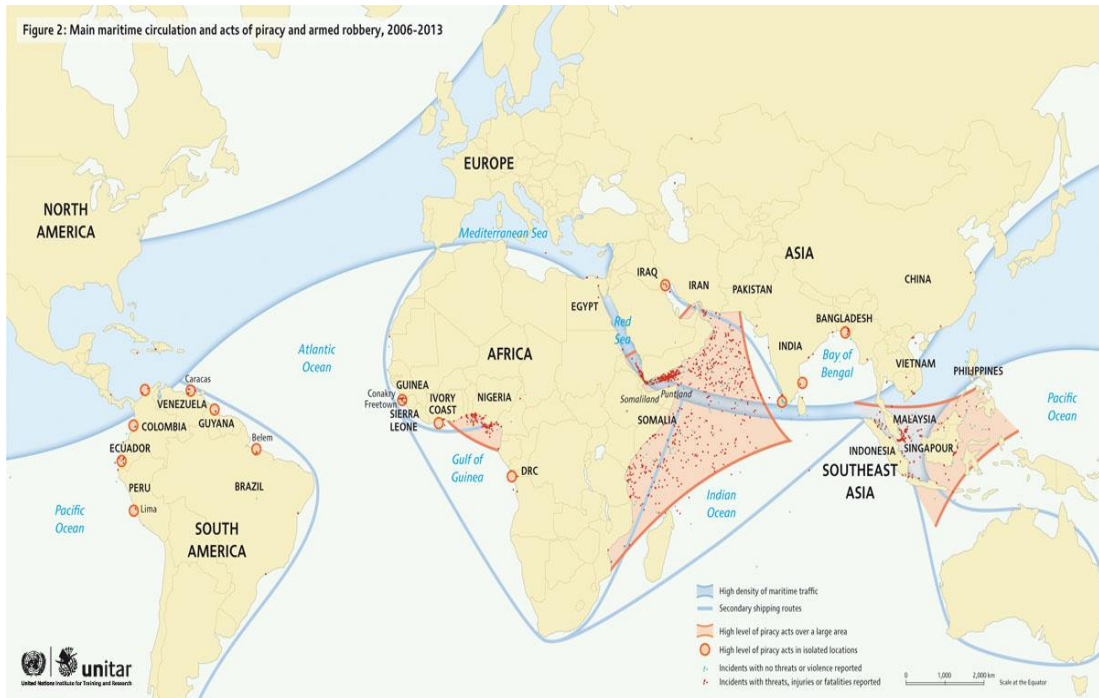 Figure 2: Main maritime circulation and acts of piracy and armed robbery, 2006-2013
EUROPE
NORTH
AMERICA
Mediterranean Sea
ASIA
IRAQ
IRAN
PAKISTAN
CHINA
EGYPT
BANGLADESH
Red
Sea
INDIA
Atlantic
Ocean
AFRICA
Bay of
Bengal
VIETNAM
PHILIPPINES
Caracas
GUINEA
Conakry
Freetown
IVORY
COAST
NIGERIA
Somaliland
Puntland
Pacific
Ocean
VENEZUELA
GUYANA
SIERRA
LEONE
SOMALIA
MALAYSIA
COLOMBIA
Belem
INDONESIA
SINGAPOUR
ECUADOR
Gulf of
Guinea
DRC
SOUTHEAST
ASIA
PERU
BRAZIL
Indian
Ocean
Pacific
Ocean
Lima
SOUTH
AMERICA
High density of maritime traffic
Secondary shipping routes
High level of piracy acts over a large area
High level of piracy acts in isolated locations
Incidents with no threats or violence reported
Incidents with threats, injuries or fatalities reported
0 1,000 2,000 km
Scale at the Equator
unitar
United Nations Institute for Training and Research